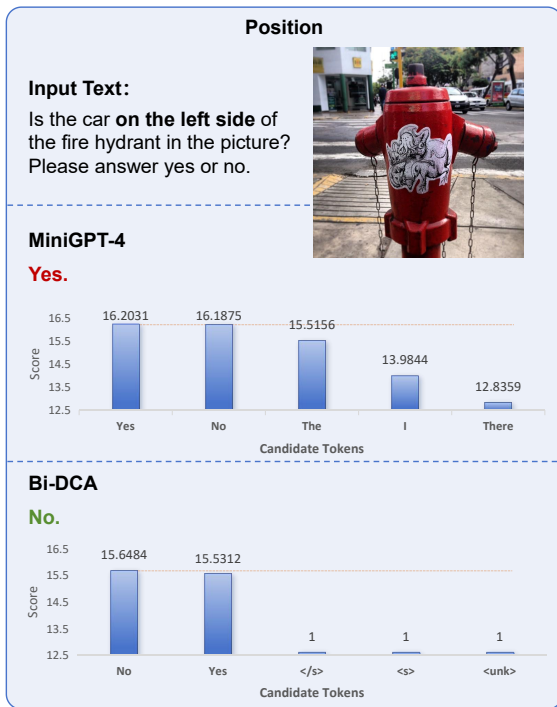 Position
Input Text:
Is the car on the left side of
the fire hydrant in the picture?
Please answer yes or no.
MiniGPT-4
Yes.
16.5
15.5
14.5
13.5
12.5
Score
16.2031
16.1875
15.5156
13.9844
12.8359
Yes
No
The
I
There
Candidate Tokens
Bi-DCA
No.
16.5
15.5
14.5
13.5
12.5
Score
15.6484
15.5312
1
1
1
No
Yes
</s>
<s>
<unk>
Candidate Tokens